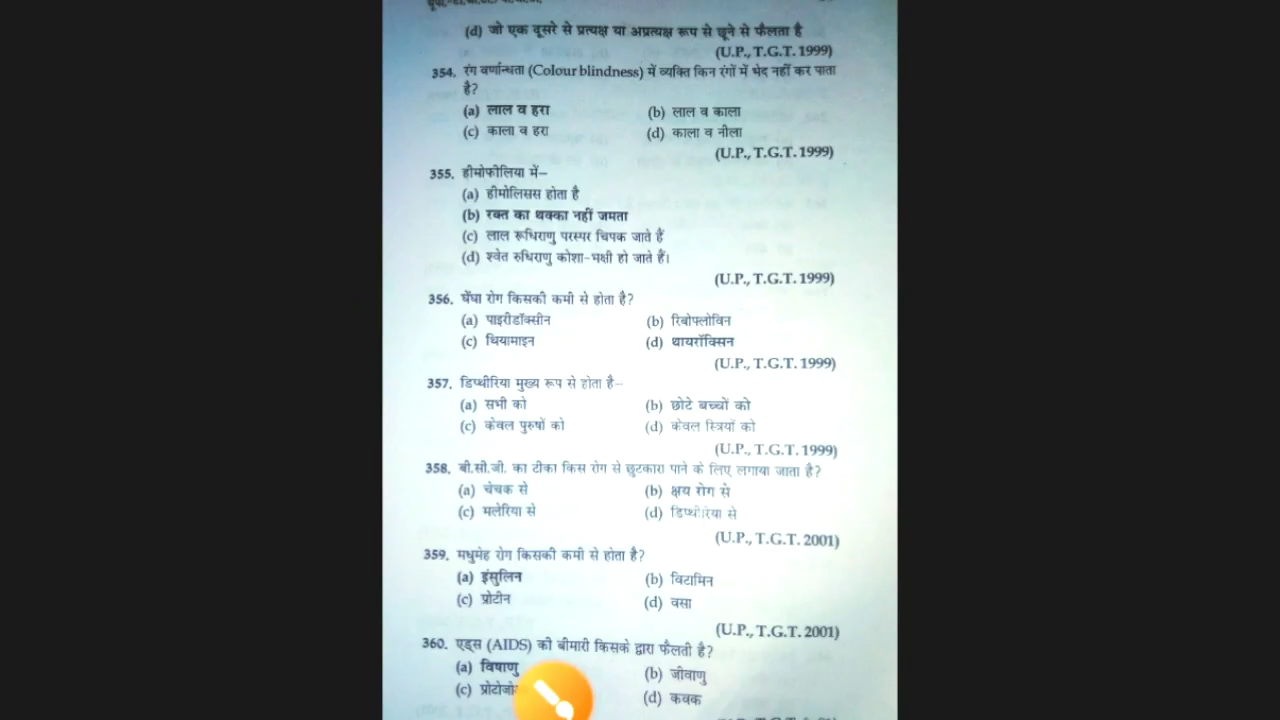 (d) जो एक दूसरे से प्रत्यक्ष या अप्रत्यक्ष रूप से छूने से फैलता है
(U.P., T.G.T. 1999)
354. रंग वर्णान्धता (Colour blindness) में व्यक्ति किन रंगों में भेद नहीं कर पाता
है?
(a) लाल व हरा (b) लाल व काला
(c) काला व हरा (d) काला व नीला
(U.P., T.G.T. 1999)
355. हीमोफीलिया में–
(a) हीमोलिसस होता है
(b) रक्त का थक्का नहीं जमता
(c) लाल रूधिराणु परस्पर चिपक जाते हैं
(d) श्वेत रुधिराणु कोशा-भक्षी हो जाते हैं।
(U.P., T.G.T. 1999)
356. घेंघा रोग किसकी कमी से होता है?
(a) पाइरीडॉक्सीन (b) रिबोफ्लोविन
(c) थियामाइन (d) थायरॉक्सिन
(U.P., T.G.T. 1999)
357. डिप्थीरिया मुख्य रूप से होता है–
(a) सभी को (b) छोटे बच्चों को
(c) केवल पुरुषों को (d) केवल स्त्रियों को
(U.P., T.G.T. 1999)
358. बी.सी.जी. का टीका किस रोग से छुटकारा पाने के लिए लगाया जाता है?
(a) चेचक से (b) क्षय रोग से
(c) मलेरिया से (d) डिप्थीरिया से
(U.P., T.G.T. 2001)
359. मधुमेह रोग किसकी कमी से होता है?
(a) इंसुलिन (b) विटामिन
(c) प्रोटीन (d) वसा
(U.P., T.G.T. 2001)
360. एड्स (AIDS) की बीमारी किसके द्वारा फैलती है?
(a) विषाणु (b) जीवाणु
(c) (d) कवक